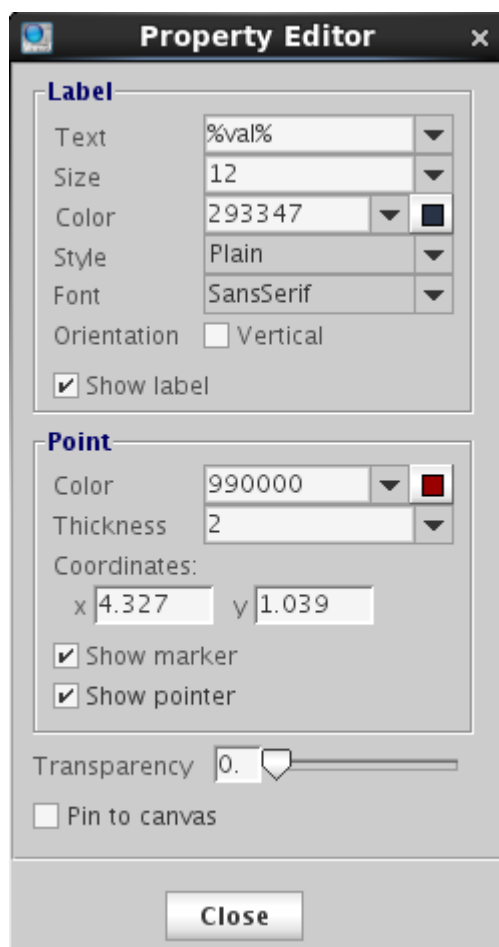 Property Editor
Label
Text %val%
Size 12
Color 293347
Style Plain
Font SansSerif
Orientation Vertical
Show label
Point
Color 990000
Thickness 2
Coordinates:
x 4.327 y 1.039
Show marker
Show pointer
Transparency 0.
Pin to canvas
Close